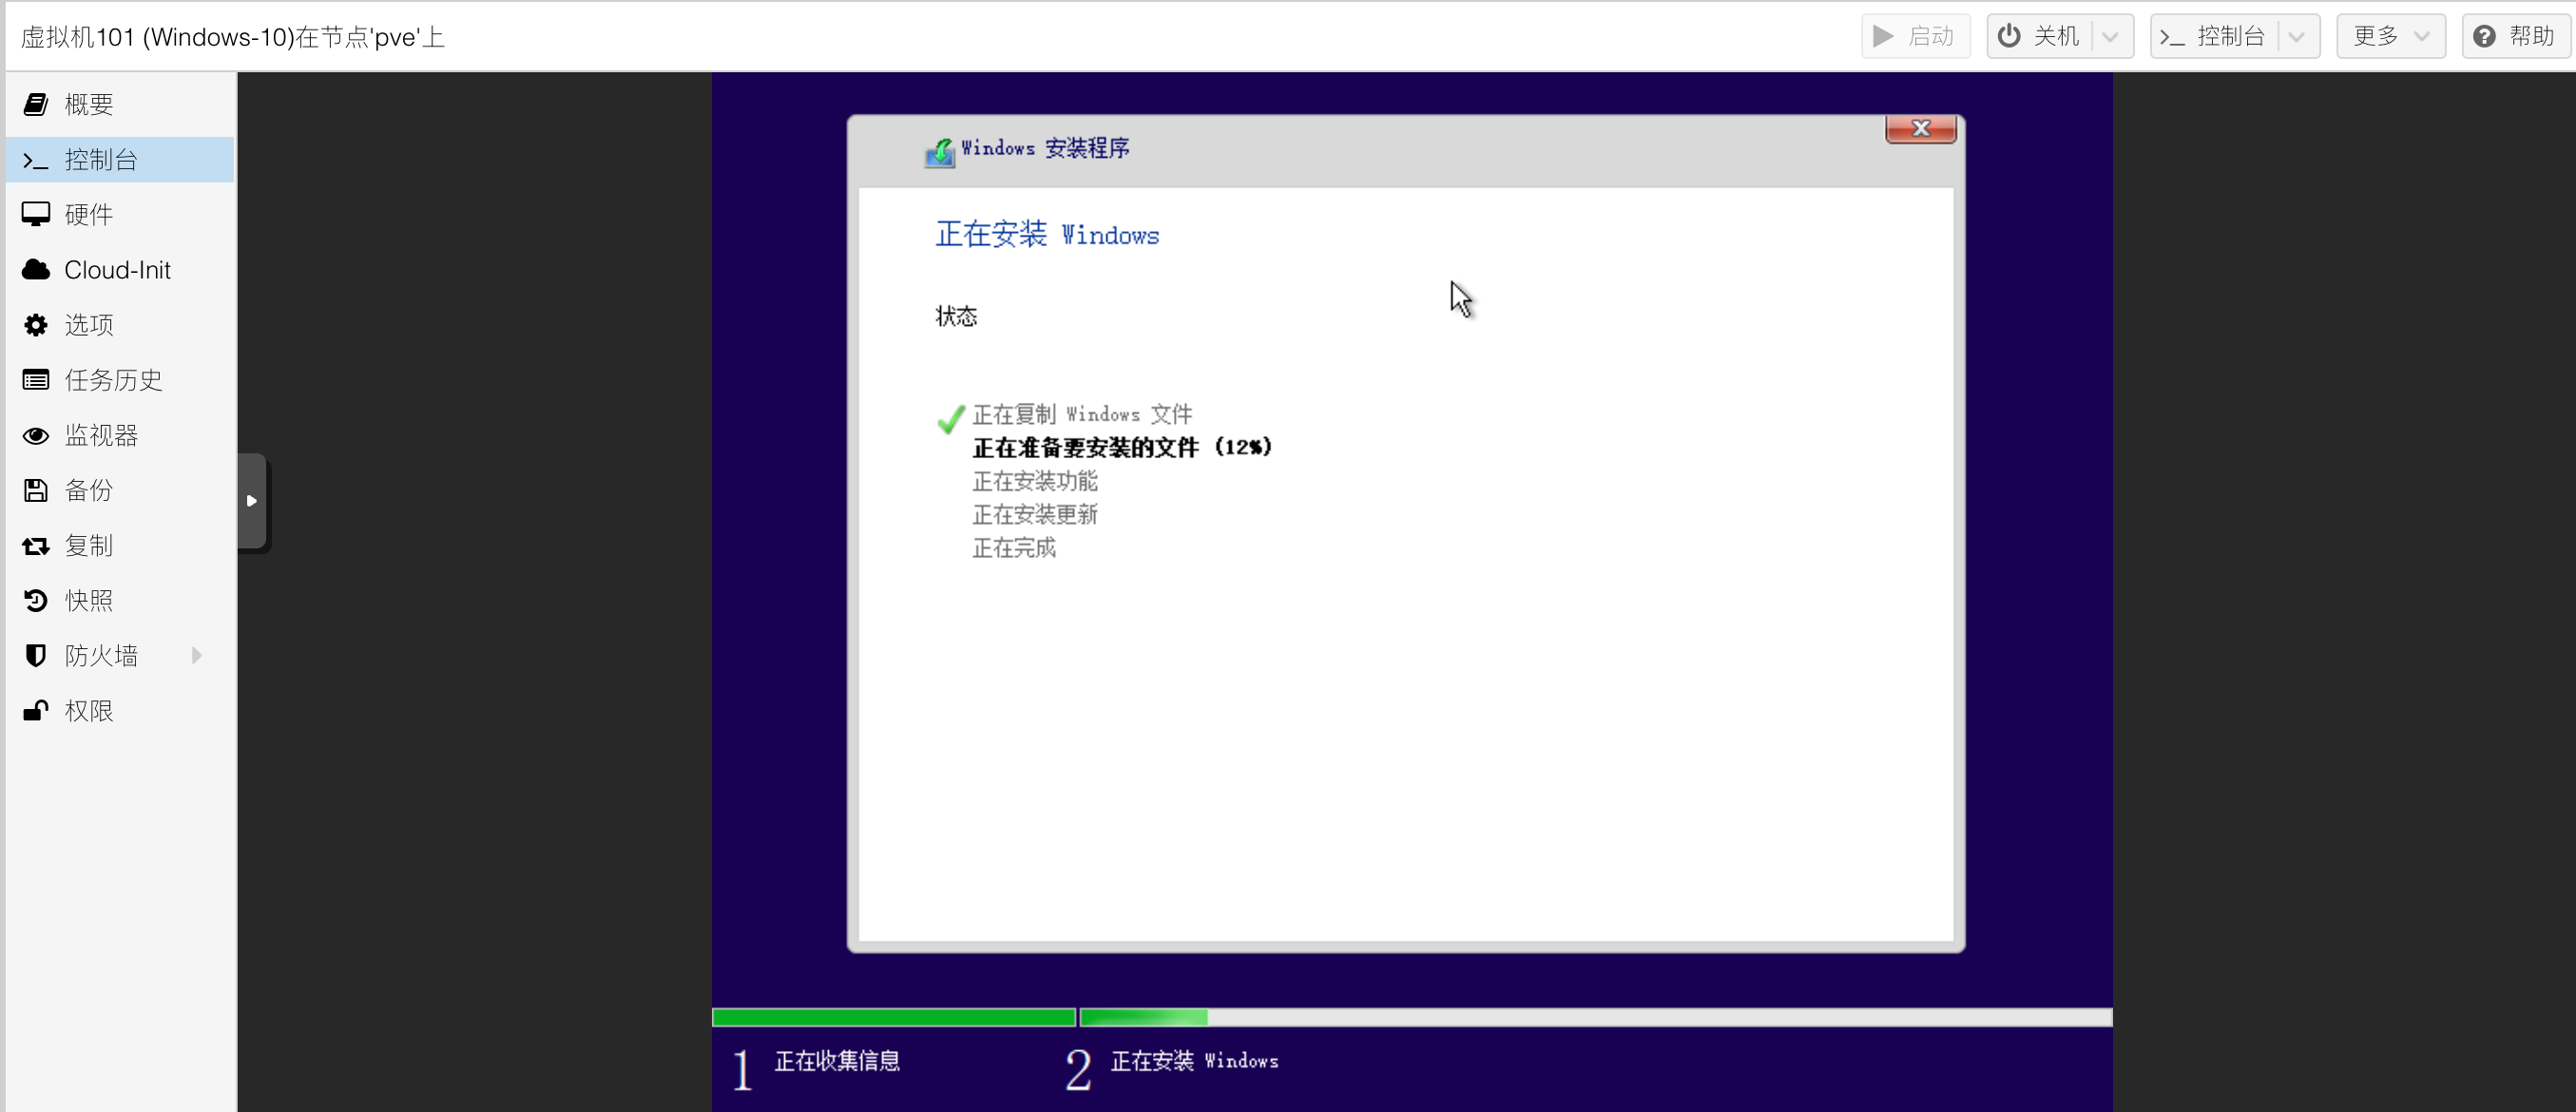 虚拟机101 (Windows-10)在节点'pve'上
启动
关机
控制台
更多
帮助
概要
控制台
硬件
Cloud-Init
选项
任务历史
监视器
备份
复制
快照
防火墙
权限
Windows 安装程序
正在安装 Windows
状态
正在复制 Windows 文件
正在准备要安装的文件 (12%)
正在安装功能
正在安装更新
正在完成
1 正在收集信息
2 正在安装 Windows